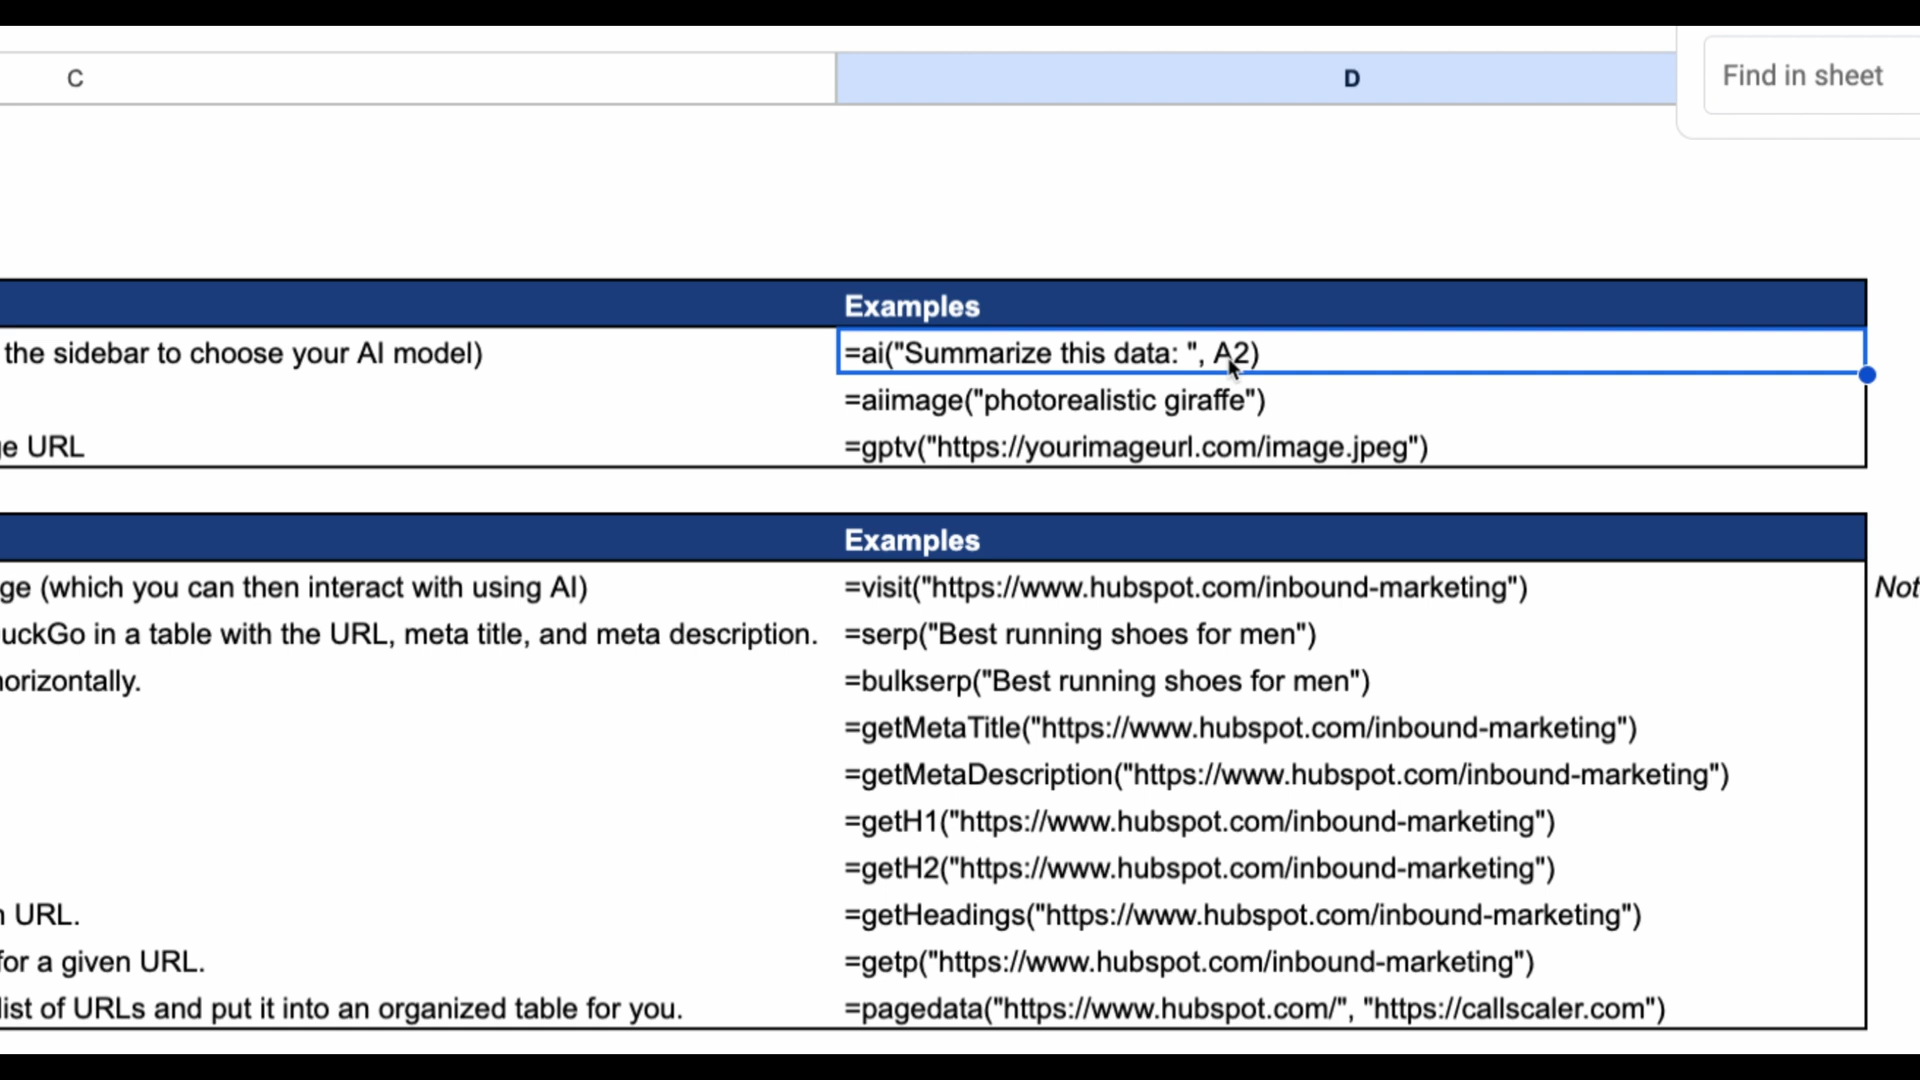 C D Find in sheet
Examples
the sidebar to choose your AI model) =ai("Summarize this data: ", A2)
=aiimage("photorealistic giraffe")
URL =gptv("https://yourimageurl.com/image.jpeg")
Examples
(which you can then interact with using AI) =visit("https://www.hubspot.com/inbound-marketing")
uckGo in a table with the URL, meta title, and meta description. =serp("Best running shoes for men")
orizontally. =bulkserp("Best running shoes for men")
=getMetaTitle("https://www.hubspot.com/inbound-marketing")
=getMetaDescription("https://www.hubspot.com/inbound-marketing")
=getH1("https://www.hubspot.com/inbound-marketing")
=getH2("https://www.hubspot.com/inbound-marketing")
URL. =getHeadings("https://www.hubspot.com/inbound-marketing")
for a given URL. =getp("https://www.hubspot.com/inbound-marketing")
list of URLs and put it into an organized table for you. =pagedata("https://www.hubspot.com/", "https://callscaler.com")